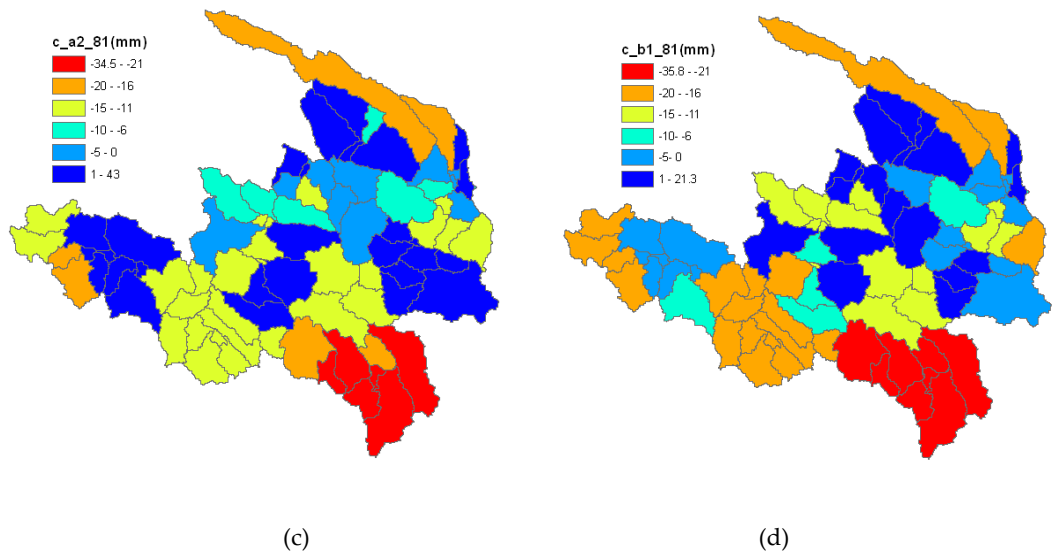 c_a2_81(mm)
-34.5 - -21
-20 - -16
-15 - -11
-10 - -6
-5 - 0
1 - 43
c_b1_81(mm)
-35.8 - -21
-20 - -16
-15 - -11
-10- -6
-5- 0
1 - 21.3
(c)
(d)